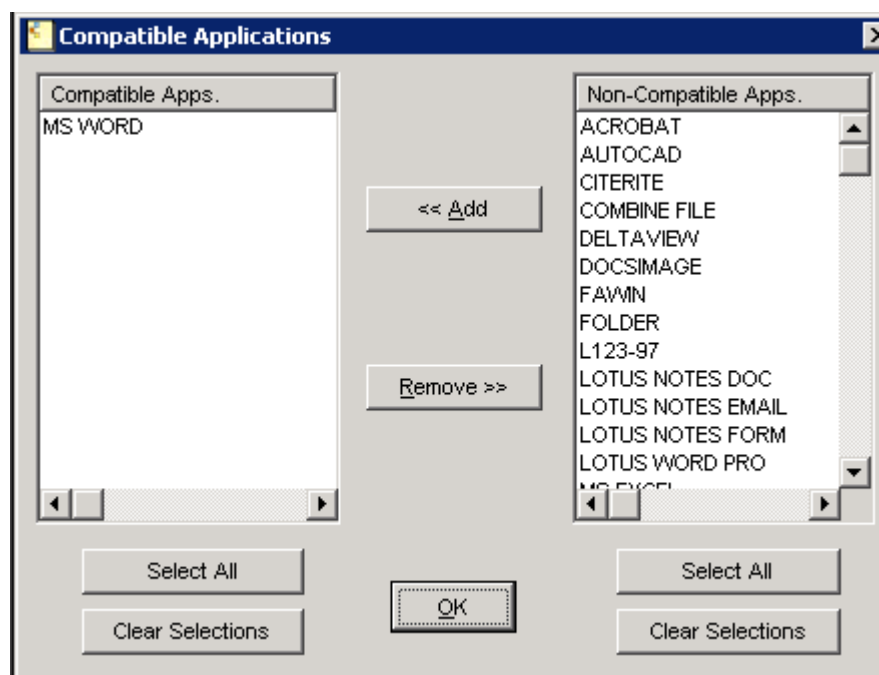 Compatible Applications
Compatible Apps.
MS WORD
<< Add
Remove >>
Non-Compatible Apps.
ACROBAT
AUTOCAD
CITERITE
COMBINE FILE
DELTAVIEW
DOCSIMAGE
FAWIN
FOLDER
L123-97
LOTUS NOTES DOC
LOTUS NOTES EMAIL
LOTUS NOTES FORM
LOTUS WORD PRO
MS EXCEL
Select All
Clear Selections
OK
Select All
Clear Selections